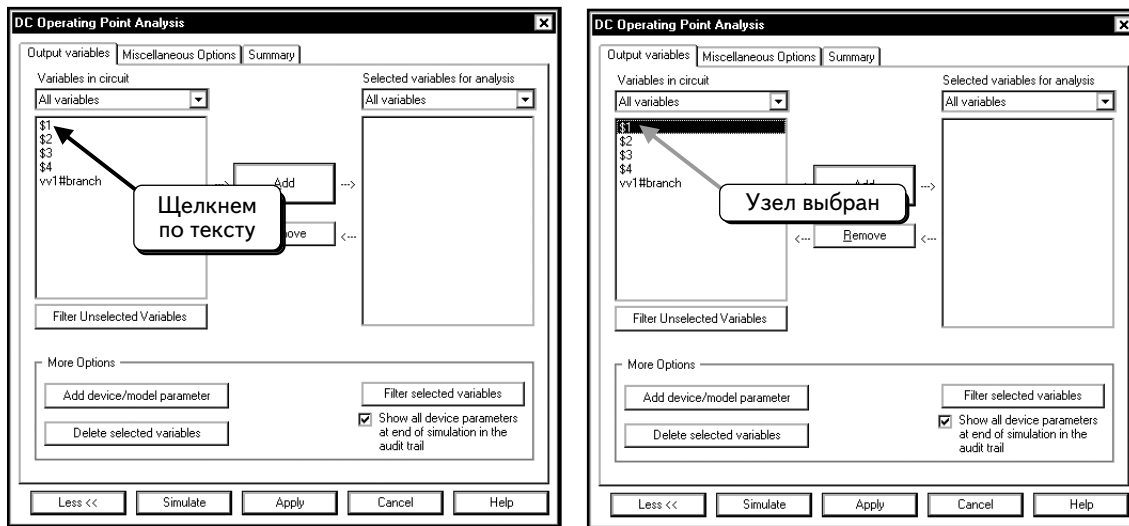 DC Operating Point Analysis
Output variables Miscellaneous Options Summary
Variables in circuit
Selected variables for analysis
All variables
All variables
$1
$2
$3
$4
vv1#branch
Щелкнем
по тексту
---> Add --->
ove <---
Filter Unselected Variables
More Options
Add device/model parameter
Filter selected variables
Delete selected variables
Show all device parameters
at end of simulation in the
audit trail
Less << Simulate Apply Cancel Help
DC Operating Point Analysis
Output variables Miscellaneous Options Summary
Variables in circuit
Selected variables for analysis
All variables
All variables
$1
$2
$3
$4
vv1#branch
Узел выбран
--->
<--- Remove <---
Filter Unselected Variables
More Options
Add device/model parameter
Filter selected variables
Delete selected variables
Show all device parameters
at end of simulation in the
audit trail
Less << Simulate Apply Cancel Help